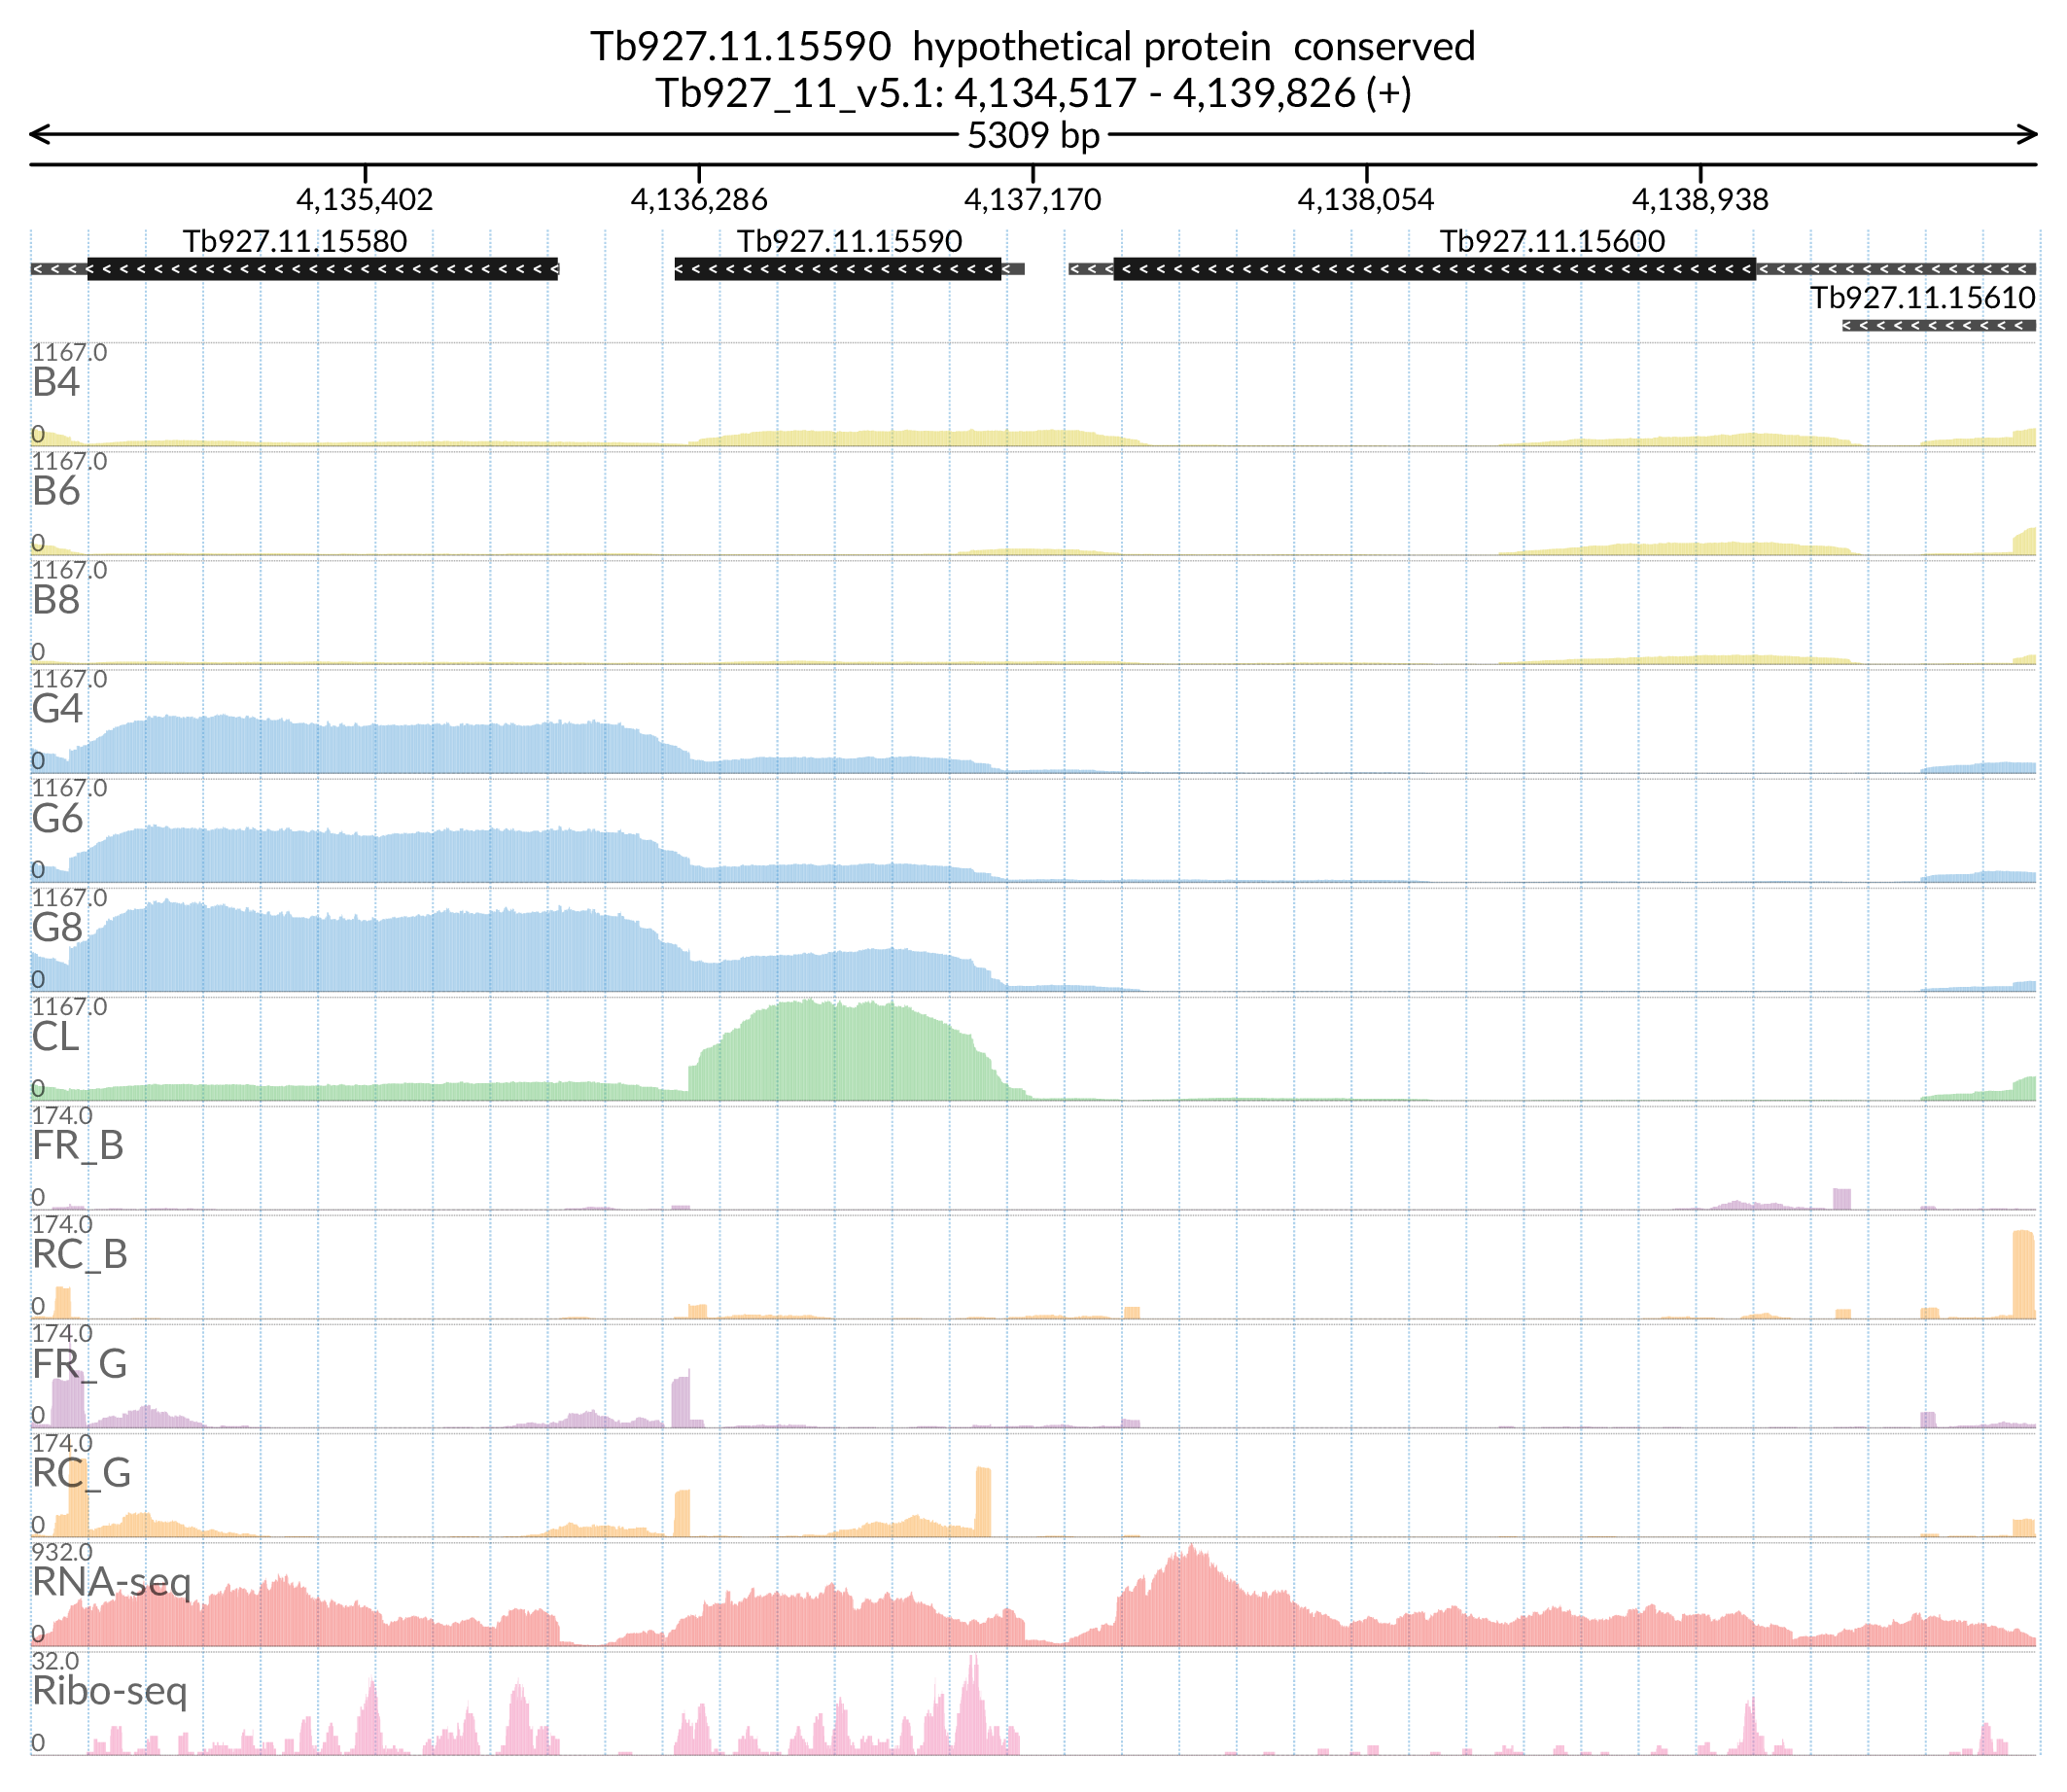 Tb927.11.15590 hypothetical protein conserved
Tb927_11_v5.1: 4,134,517 - 4,139,826 (+)
5309 bp
4,135,402 4,136,286 4,137,170 4,138,054 4,138,938
Tb927.11.15580 Tb927.11.15590 Tb927.11.15600
Tb927.11.15610
1167.0
B4
0
1167.0
B6
0
1167.0
B8
0
1167.0
G4
0
1167.0
G6
0
1167.0
G8
0
1167.0
CL
0
174.0
FR_B
0
174.0
RC_B
0
174.0
FR_G
0
174.0
RC_G
0
932.0
RNA-seq
0
32.0
Ribo-seq
0